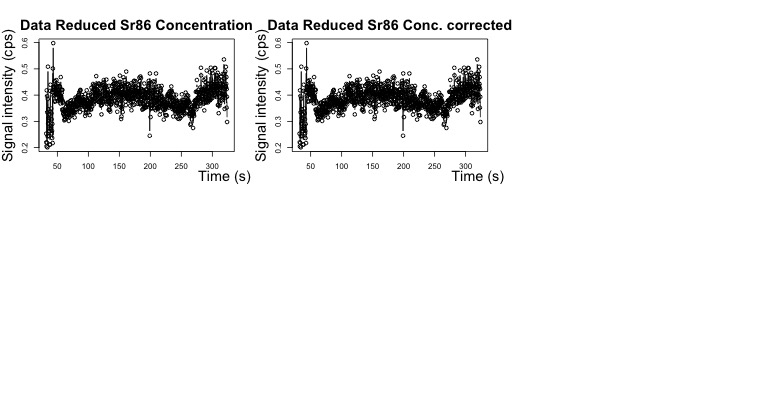 Data Reduced Sr86 Concentration
Signal intensity (cps)
0.6
0.5
0.4
0.3
0.2
50 100 150 200 250 300
Time (s)
Data Reduced Sr86 Conc. corrected
Signal intensity (cps)
0.6
0.5
0.4
0.3
0.2
50 100 150 200 250 300
Time (s)